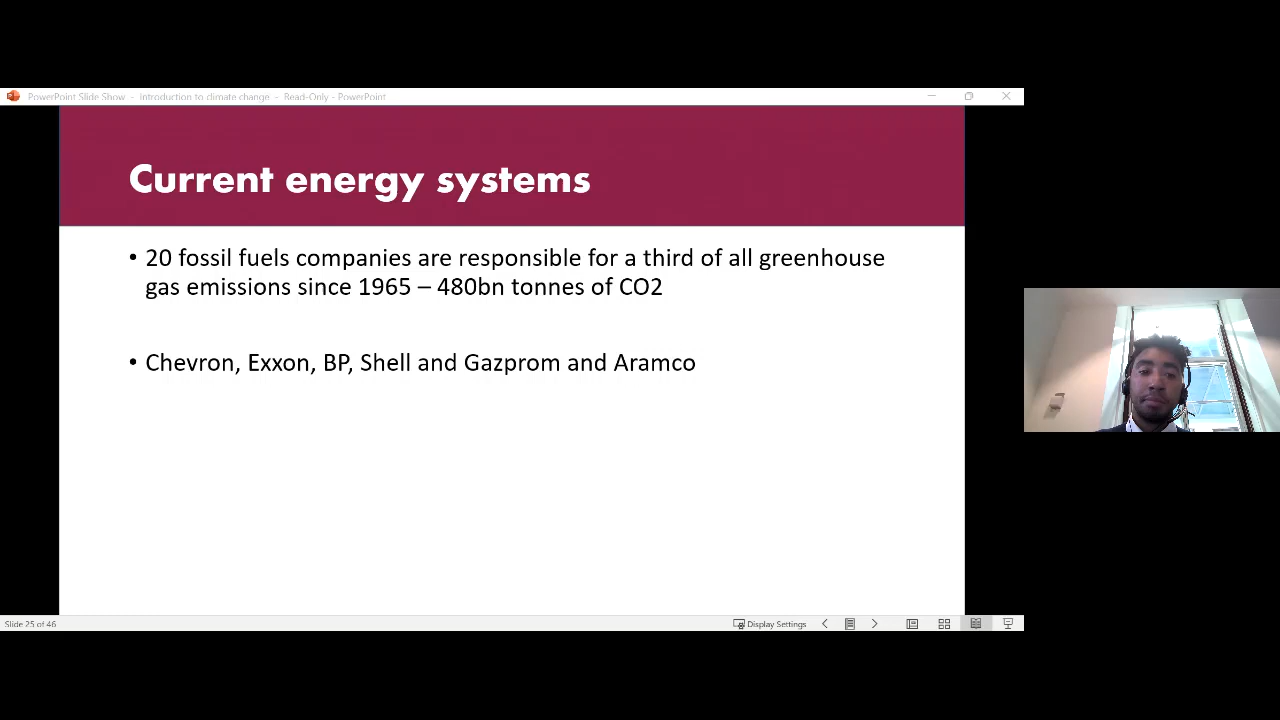 PowerPoint Slide Show - Introduction to climate change - Read-Only - PowerPoint
Current energy systems
• 20 fossil fuels companies are responsible for a third of all greenhouse
gas emissions since 1965 – 480bn tonnes of CO2
• Chevron, Exxon, BP, Shell and Gazprom and Aramco
Slide 25 of 46
Display Settings